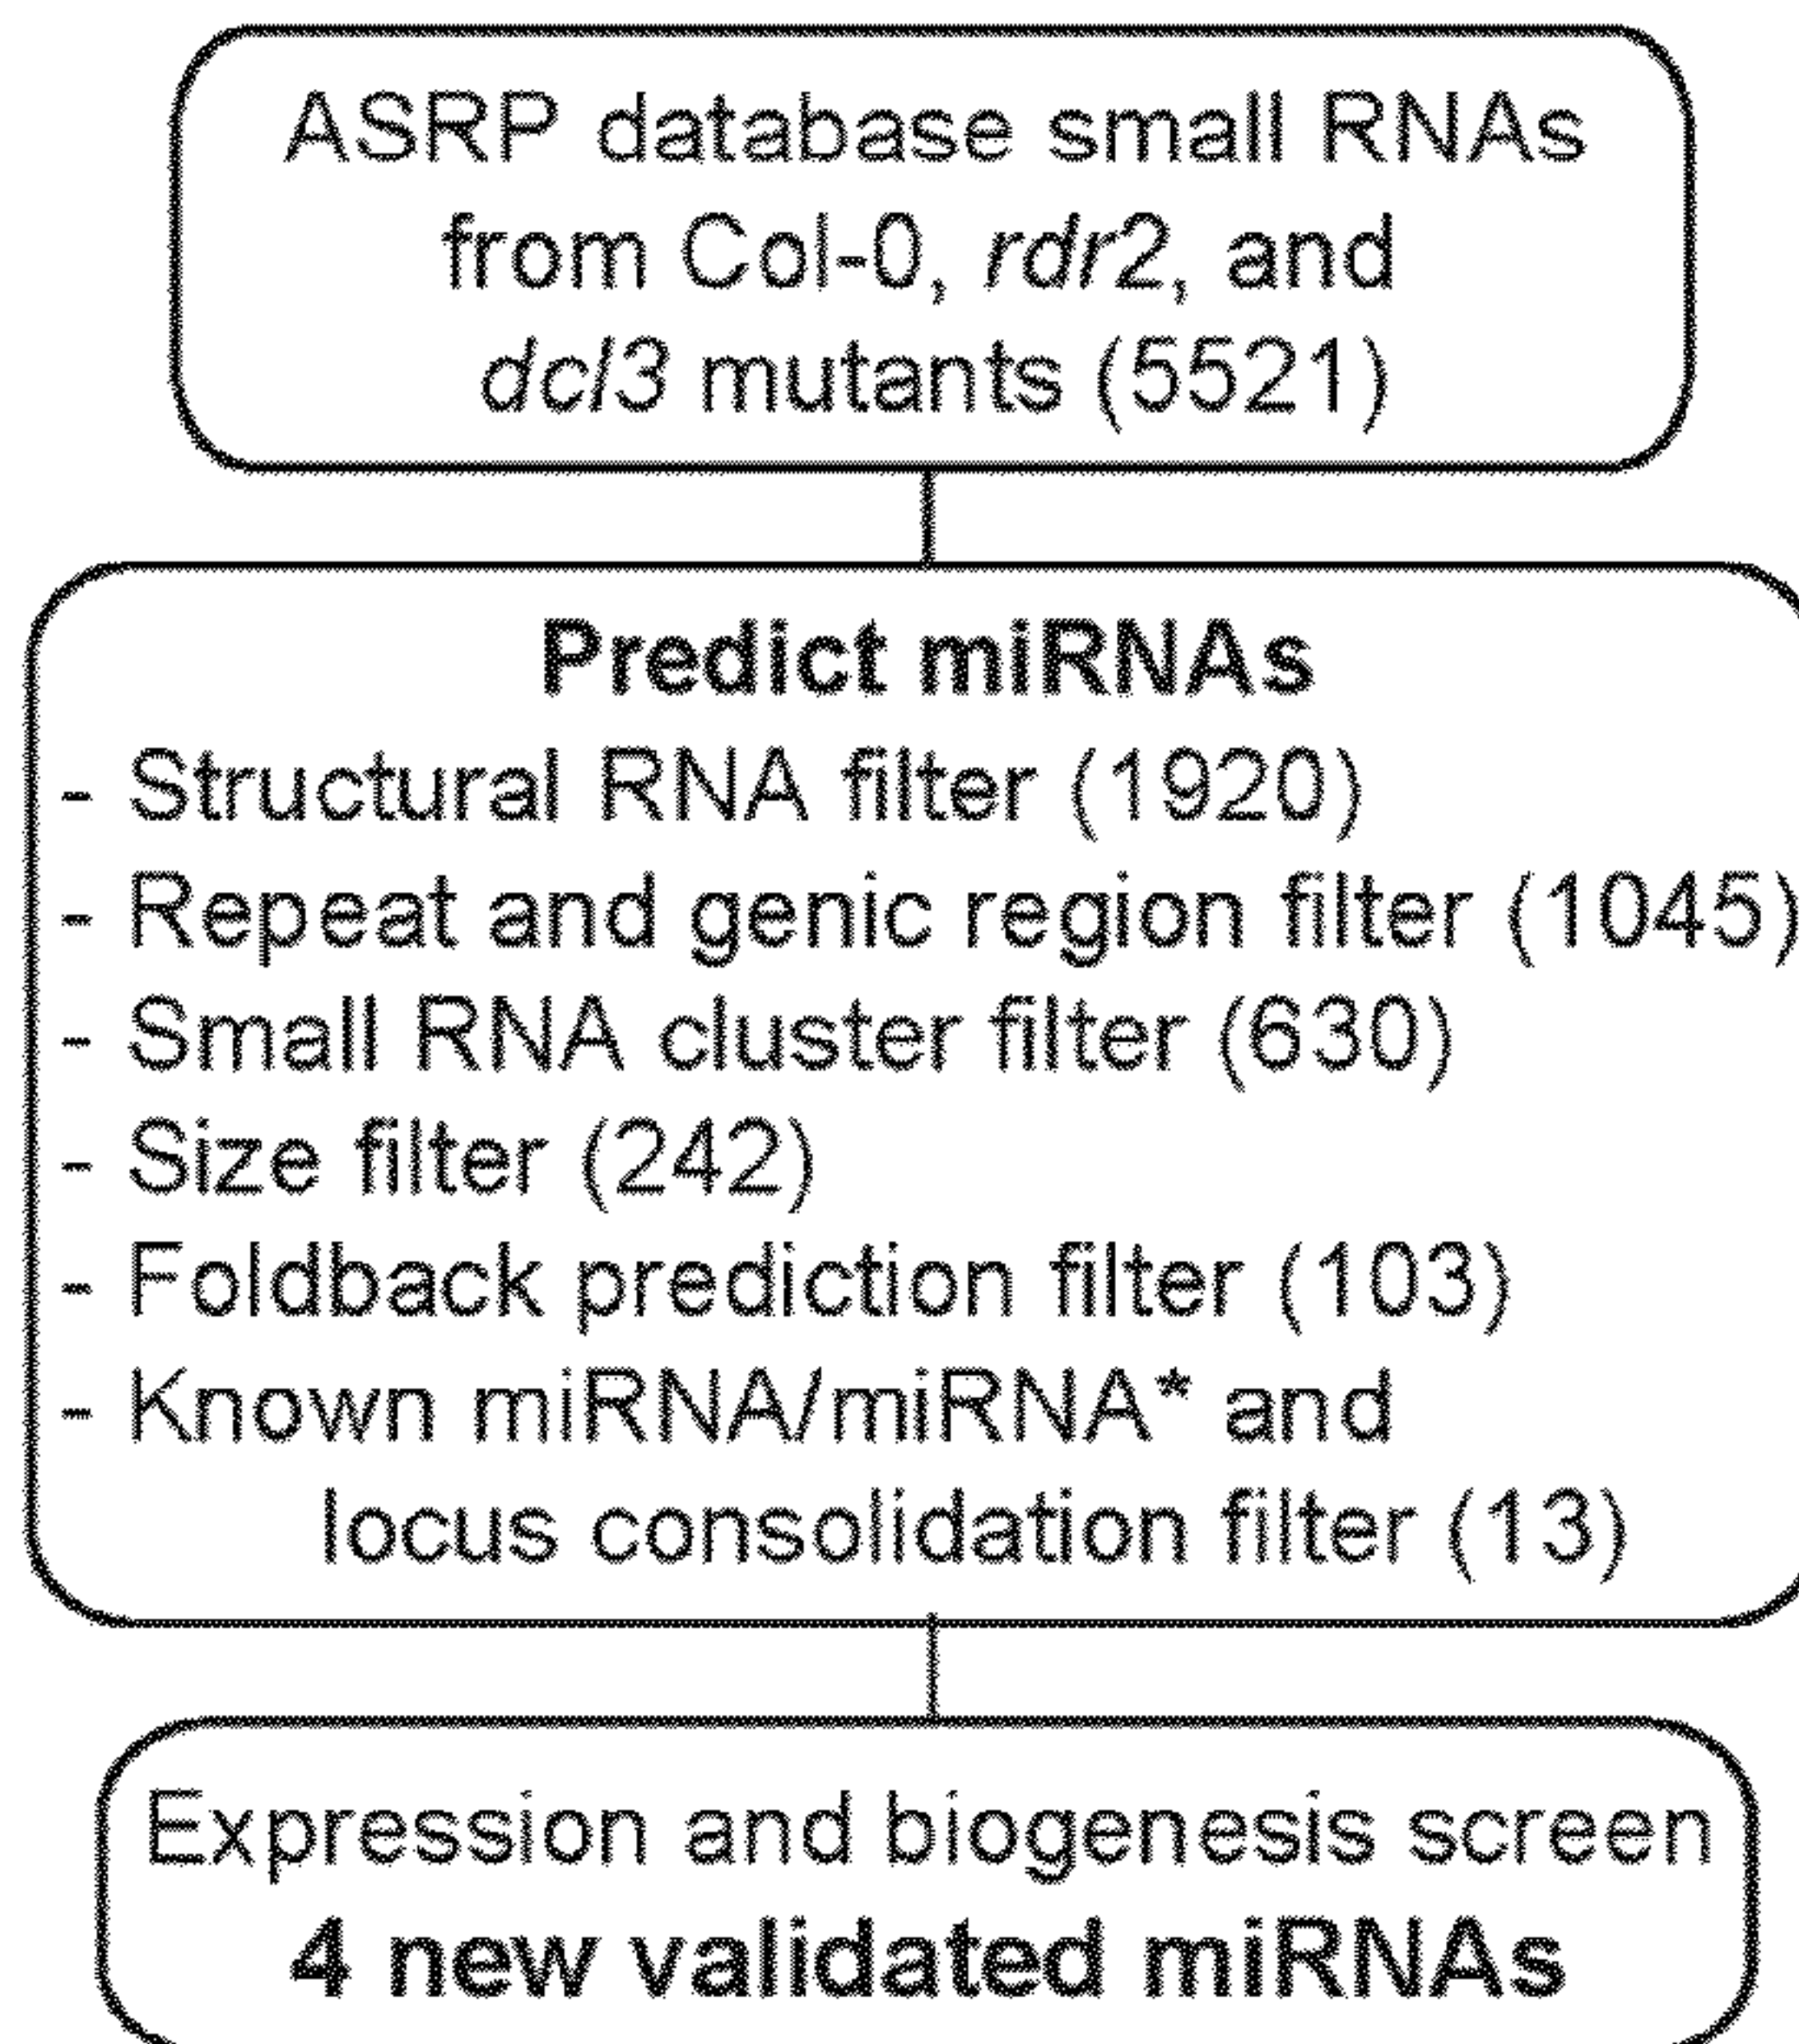 ASRP database small RNAs
from Col-0, rdr2, and
dcl3 mutants (5521)
Predict miRNAs
- Structural RNA filter (1920)
- Repeat and genic region filter (1045)
- Small RNA cluster filter (630)
- Size filter (242)
- Foldback prediction filter (103)
- Known miRNA/miRNA* and
locus consolidation filter (13)
Expression and biogenesis screen
4 new validated miRNAs